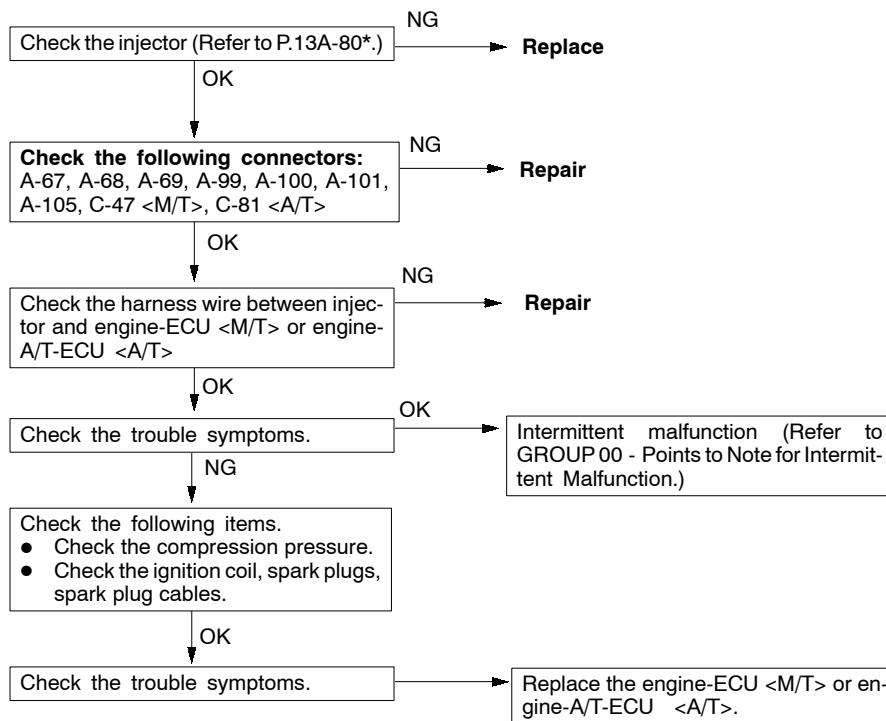 NG
Check the injector (Refer to P.13A-80*.)
Replace
OK
Check the following connectors:
A-67, A-68, A-69, A-99, A-100, A-101,
A-105, C-47 <M/T>, C-81 <A/T>
NG
Repair
OK
NG
Check the harness wire between injec-
tor and engine-ECU <M/T> or engine-
A/T-ECU <A/T>
Repair
OK
OK
Check the trouble symptoms.
Intermittent malfunction (Refer to
GROUP 00 - Points to Note for Intermit-
tent Malfunction.)
NG
Check the following items.
● Check the compression pressure.
● Check the ignition coil, spark plugs,
spark plug cables.
OK
Check the trouble symptoms.
Replace the engine-ECU <M/T> or en-
gine-A/T-ECU <A/T>.